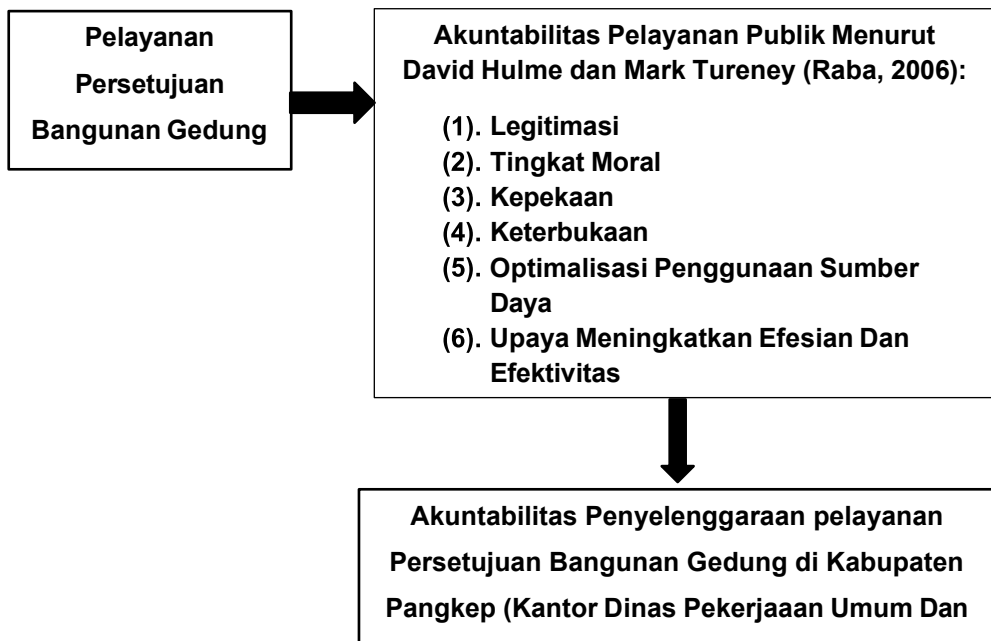 Pelayanan
Persetujuan
Bangunan Gedung
Akuntabilitas Pelayanan Publik Menurut
David Hulme dan Mark Tureney (Raba, 2006):
(1). Legitimasi
(2). Tingkat Moral
(3). Kepekaan
(4). Keterbukaan
(5). Optimalisasi Penggunaan Sumber
Daya
(6). Upaya Meningkatkan Efesian Dan
Efektivitas
Akuntabilitas Penyelenggaraan pelayanan
Persetujuan Bangunan Gedung di Kabupaten
Pangkep (Kantor Dinas Pekerjaaan Umum Dan